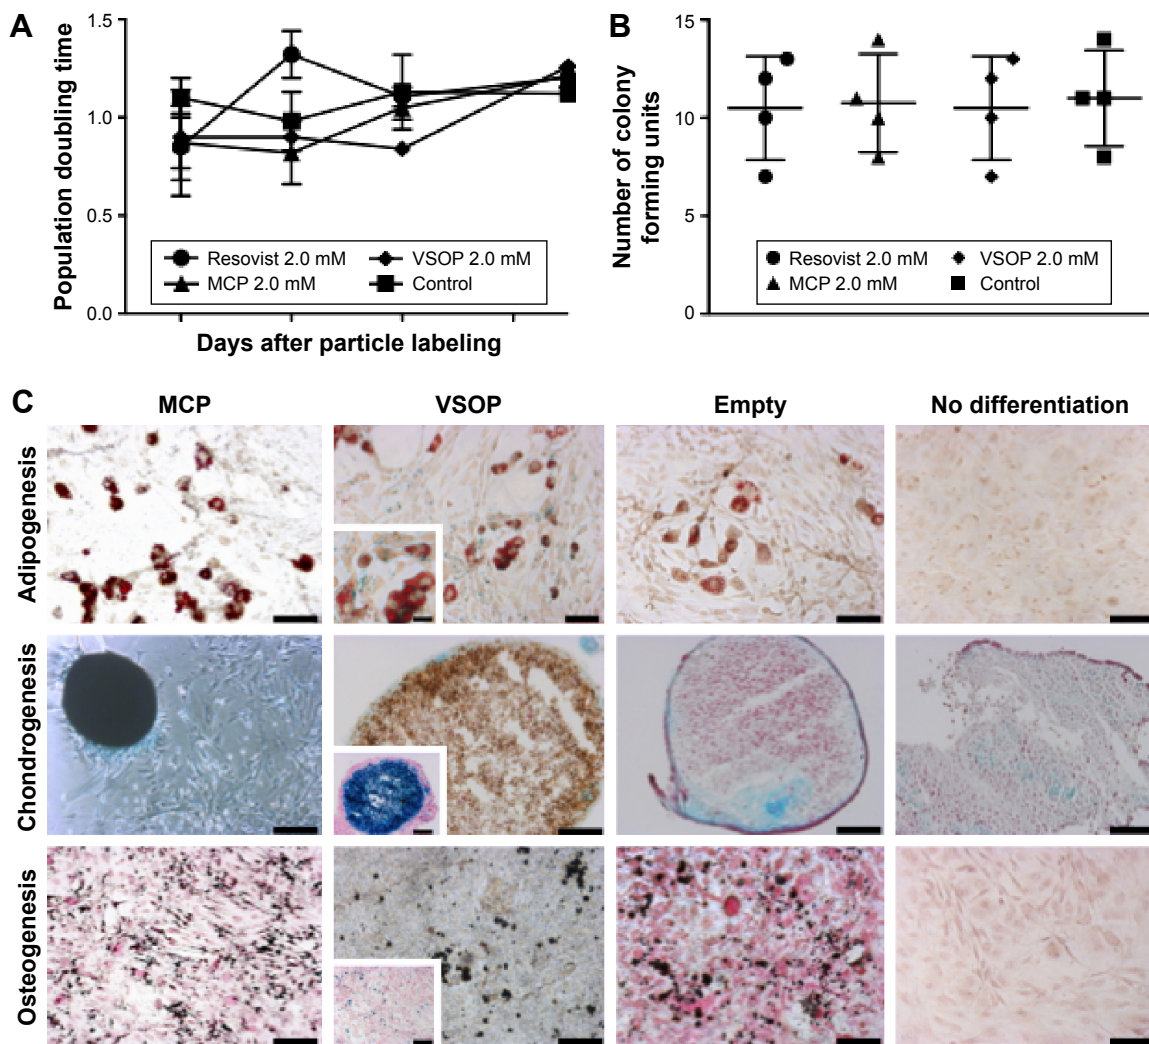 A
Population doubling time
1.5
1.0
0.5
0.0
Resovist 2.0 mM
VSOP 2.0 mM
MCP 2.0 mM
Control
Days after particle labeling
B
Number of colony
forming units
15
10
5
0
Resovist 2.0 mM
VSOP 2.0 mM
MCP 2.0 mM
Control
C
MCP
VSOP
Empty
No differentiation
Adipogenesis
Chondrogenesis
Osteogenesis